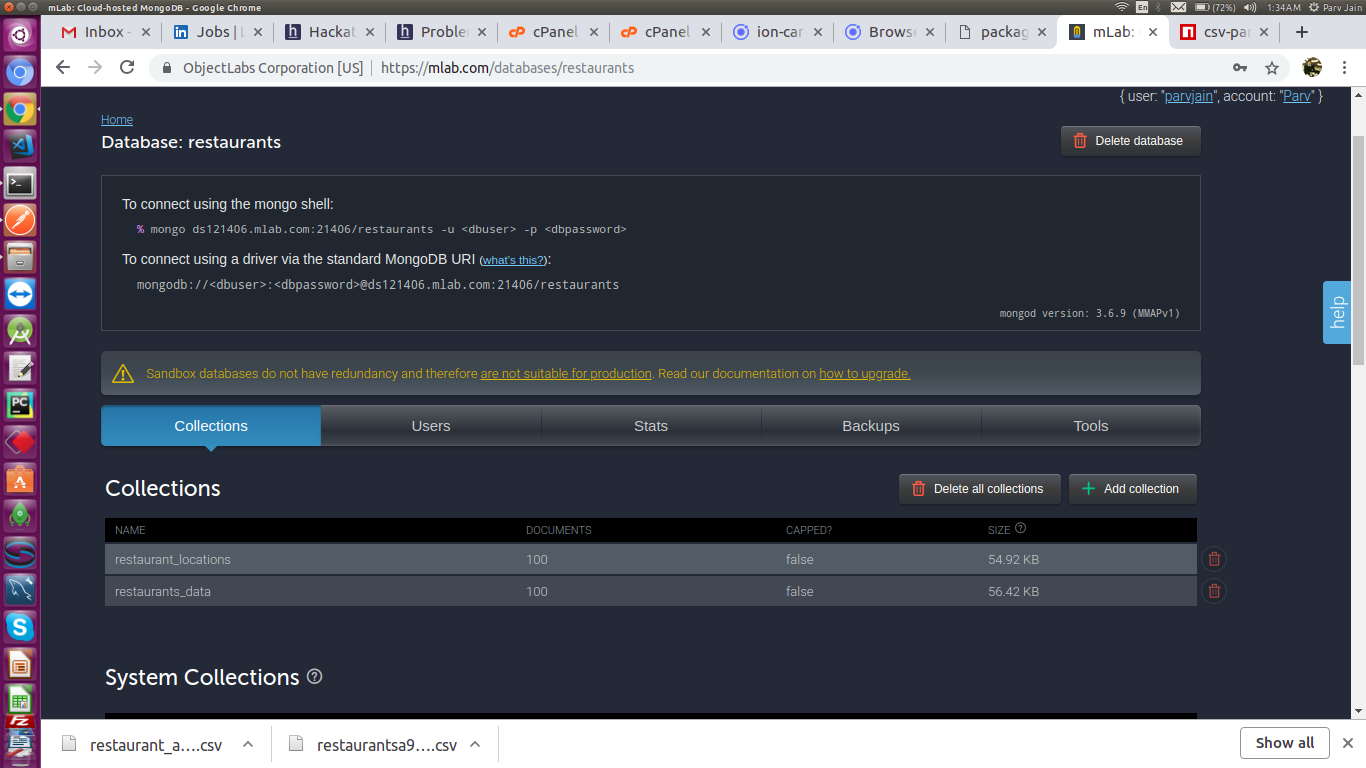 mLab: Cloud-hosted MongoDB - Google Chrome
En (72%) 1:34AM Parv Jain
Inbox - Jobs | L Hackat Proble cPanel cPanel ion-car Browse packag mLab: csv-pa
ObjectLabs Corporation [US] https://mlab.com/databases/restaurants
{ user: "parvjain", account: "Parv" }
Home
Database: restaurants
Delete database
To connect using the mongo shell:
% mongo ds121406.mlab.com:21406/restaurants -u <dbuser> -p <dbpassword>
To connect using a driver via the standard MongoDB URI (what's this?):
mongodb://<dbuser>:<dbpassword>@ds121406.mlab.com:21406/restaurants
mongod version: 3.6.9 (MMAPv1)
help
Sandbox databases do not have redundancy and therefore are not suitable for production. Read our documentation on how to upgrade.
Collections Users Stats Backups Tools
Collections
Delete all collections Add collection
NAME DOCUMENTS CAPPED? SIZE
restaurant_locations 100 false 54.92 KB
restaurants_data 100 false 56.42 KB
System Collections
restaurant_a....csv restaurantsa9....csv Show all